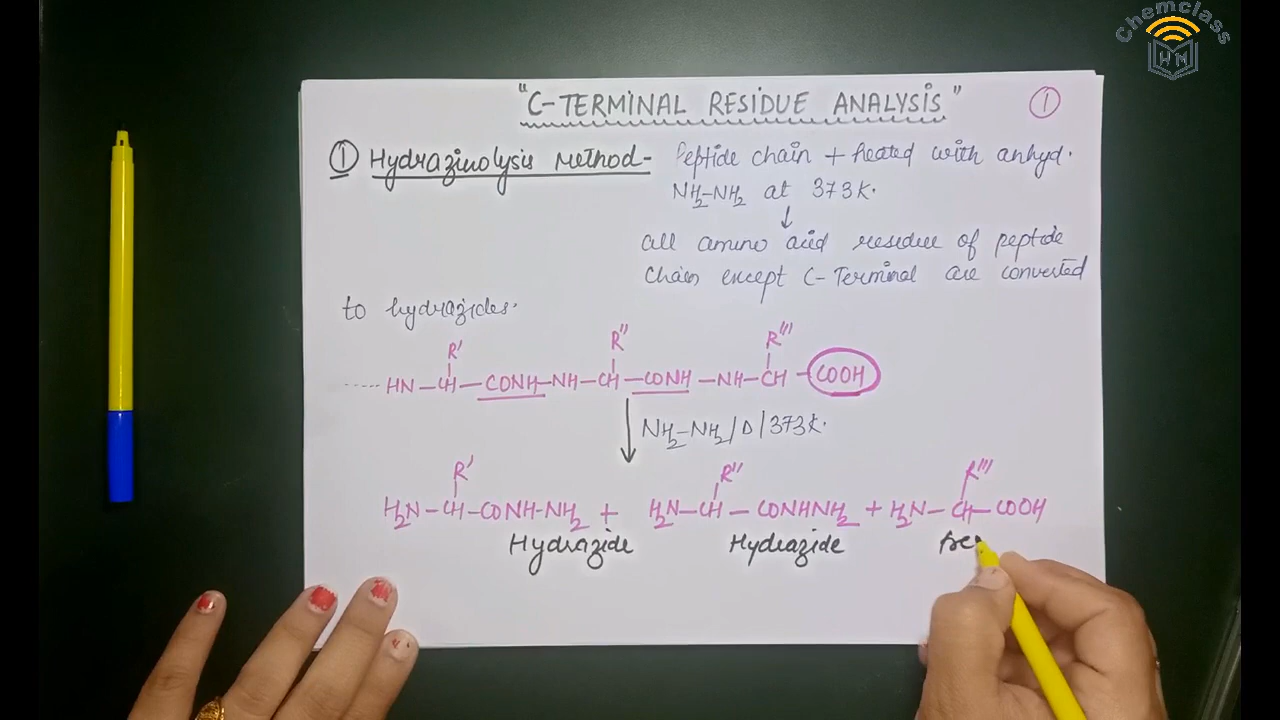 Chemclass
HM
"C-TERMINAL RESIDUE ANALYSIS" ①
① Hydrazinolysis Method- Peptide chain + heated with anhyd.
NH2-NH2 at 373K.
↓
all amino acid residue of peptide
chain except C-Terminal are converted
to hydrazides.
R' R'' R'''
-----HN-CH-CONH-NH-CH-CONH-NH-CH-COOH
NH2-NH2/Δ/373K.
R' R'' R'''
H2N-CH-CONH-NH2 + H2N-CH-CONHNH2 + H2N-CH-COOH
Hydrazide Hydrazide free